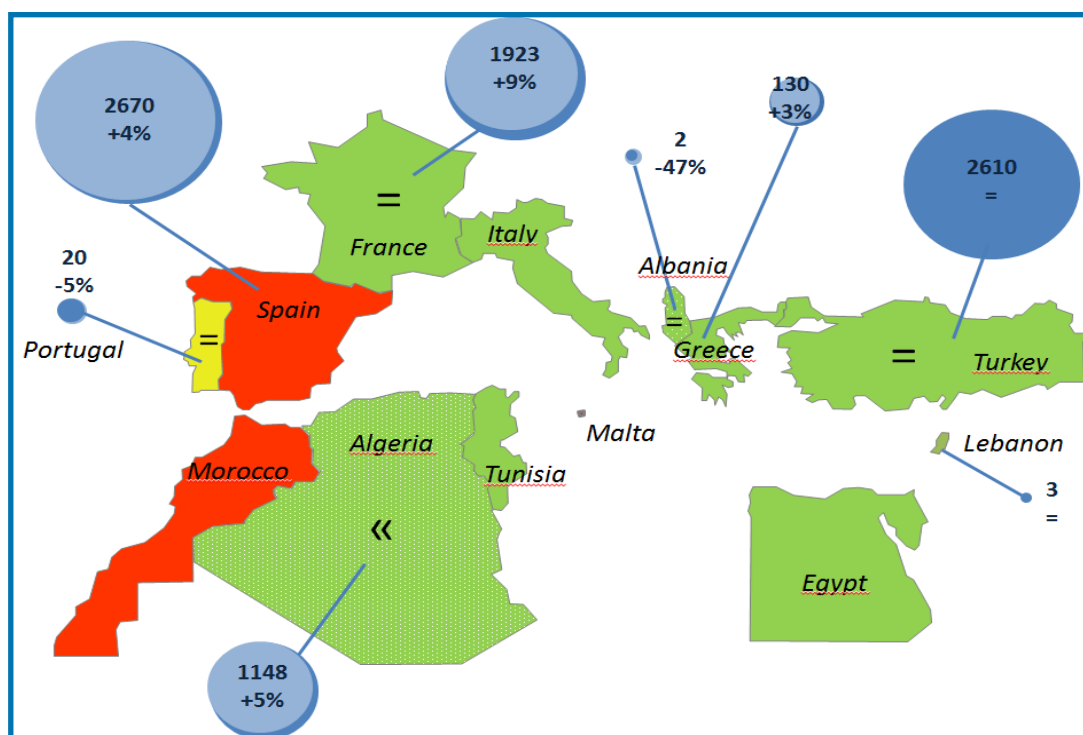 1923
+9%
2670
+4%
130
+3%
2
-47%
2610
=
=
France
Italy
Albania
20
-5%
Spain
=
Portugal
=
Greece
=
Turkey
Malta
Algeria
Lebanon
Morocco
Tunisia
3
=
«
Egypt
1148
+5%